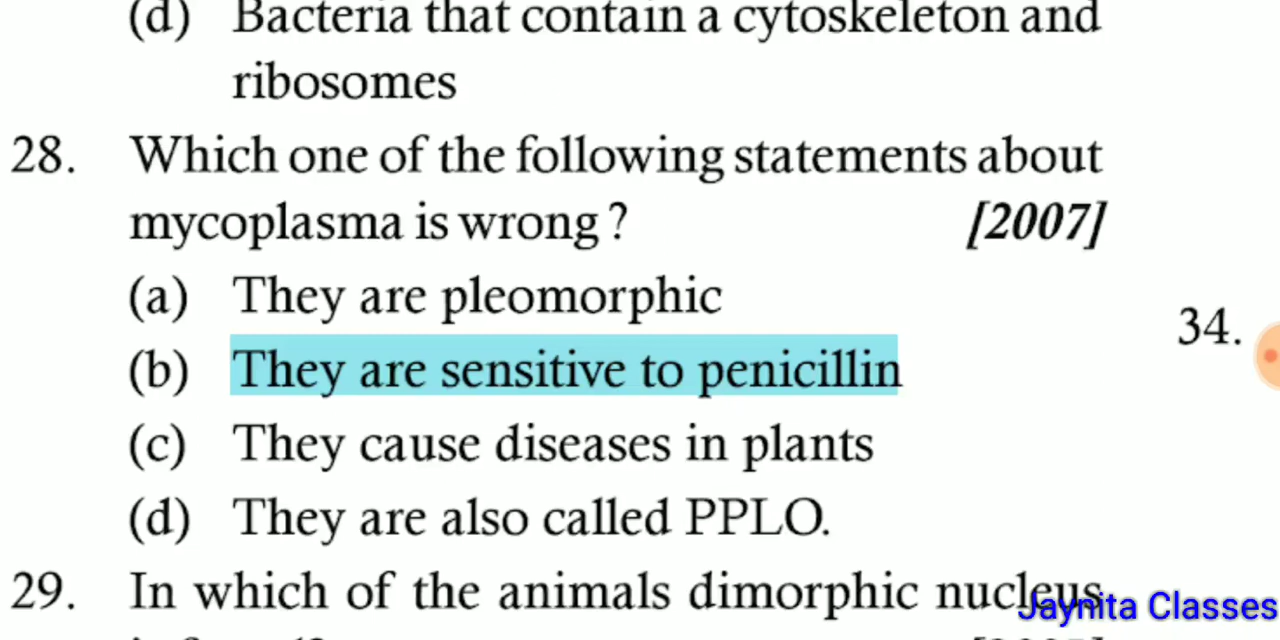 (d) Bacteria that contain a cytoskeleton and
ribosomes
28. Which one of the following statements about
mycoplasma is wrong ? [2007]
(a) They are pleomorphic
(b) They are sensitive to penicillin
(c) They cause diseases in plants
(d) They are also called PPLO.
34.
29. In which of the animals dimorphic nucleus
Jaynita Classes